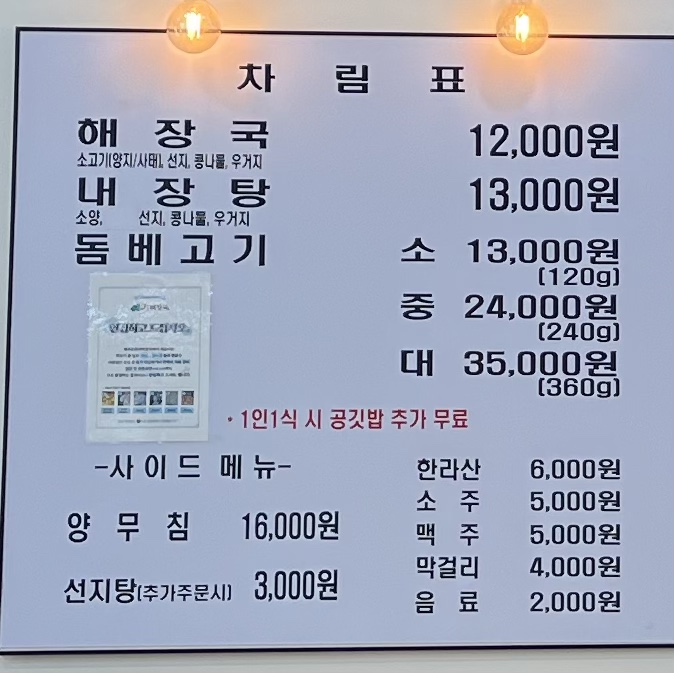 차림표
해장국 12,000원
소고기(양지/사태), 선지, 콩나물, 우거지
내장탕 13,000원
소양, 선지, 콩나물, 우거지
돔베고기 소 13,000원
(120g)
중 24,000원
(240g)
대 35,000원
(360g)
·1인1식 시 공깃밥 추가 무료
-사이드 메뉴-
양무침 16,000원
선지탕(추가주문시) 3,000원
한라산 6,000원
소주 5,000원
맥주 5,000원
막걸리 4,000원
음료 2,000원